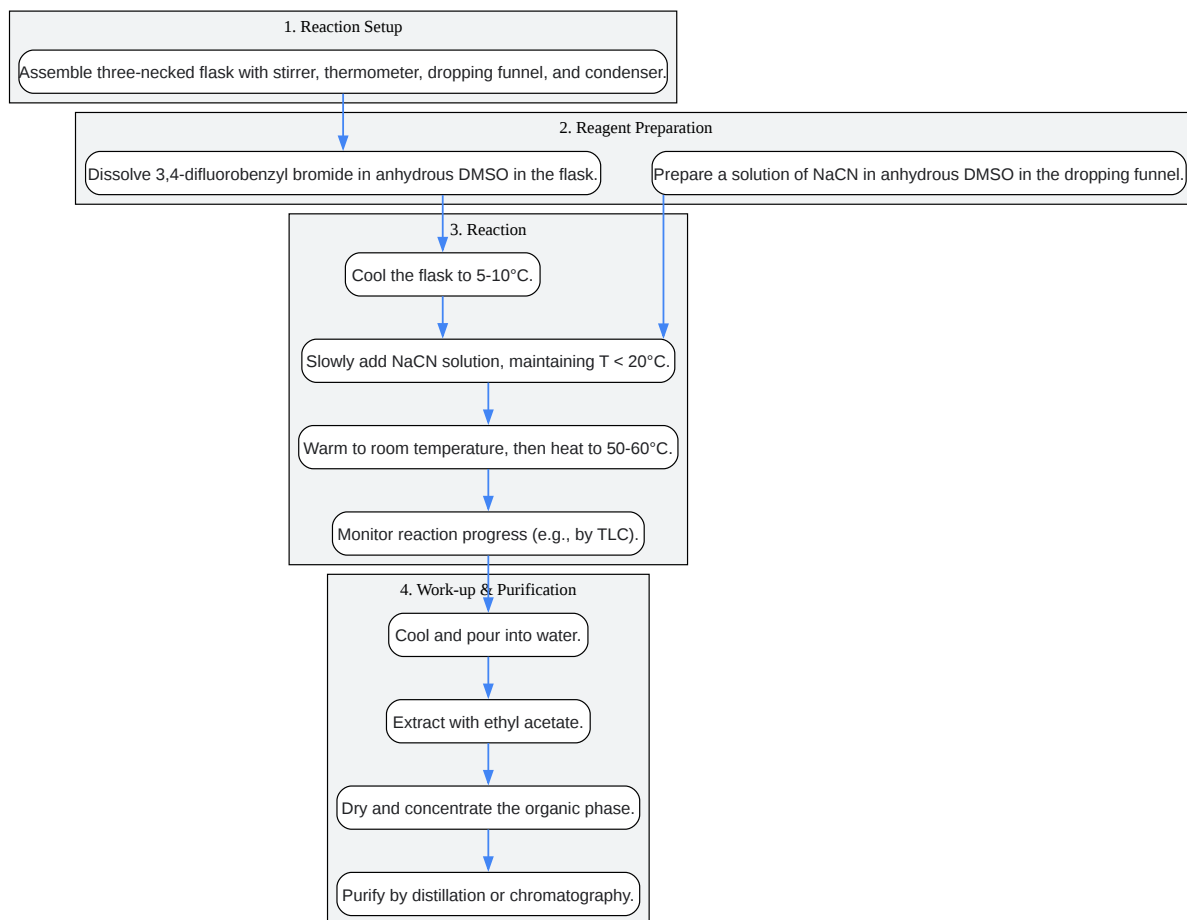 1. Reaction Setup
Assemble three-necked flask with stirrer, thermometer, dropping funnel, and condenser.
2. Reagent Preparation
Dissolve 3,4-difluorobenzyl bromide in anhydrous DMSO in the flask.
Prepare a solution of NaCN in anhydrous DMSO in the dropping funnel.
3. Reaction
Cool the flask to 5-10°C.
Slowly add NaCN solution, maintaining T < 20°C.
Warm to room temperature, then heat to 50-60°C.
Monitor reaction progress (e.g., by TLC).
4. Work-up & Purification
Cool and pour into water.
Extract with ethyl acetate.
Dry and concentrate the organic phase.
Purify by distillation or chromatography.